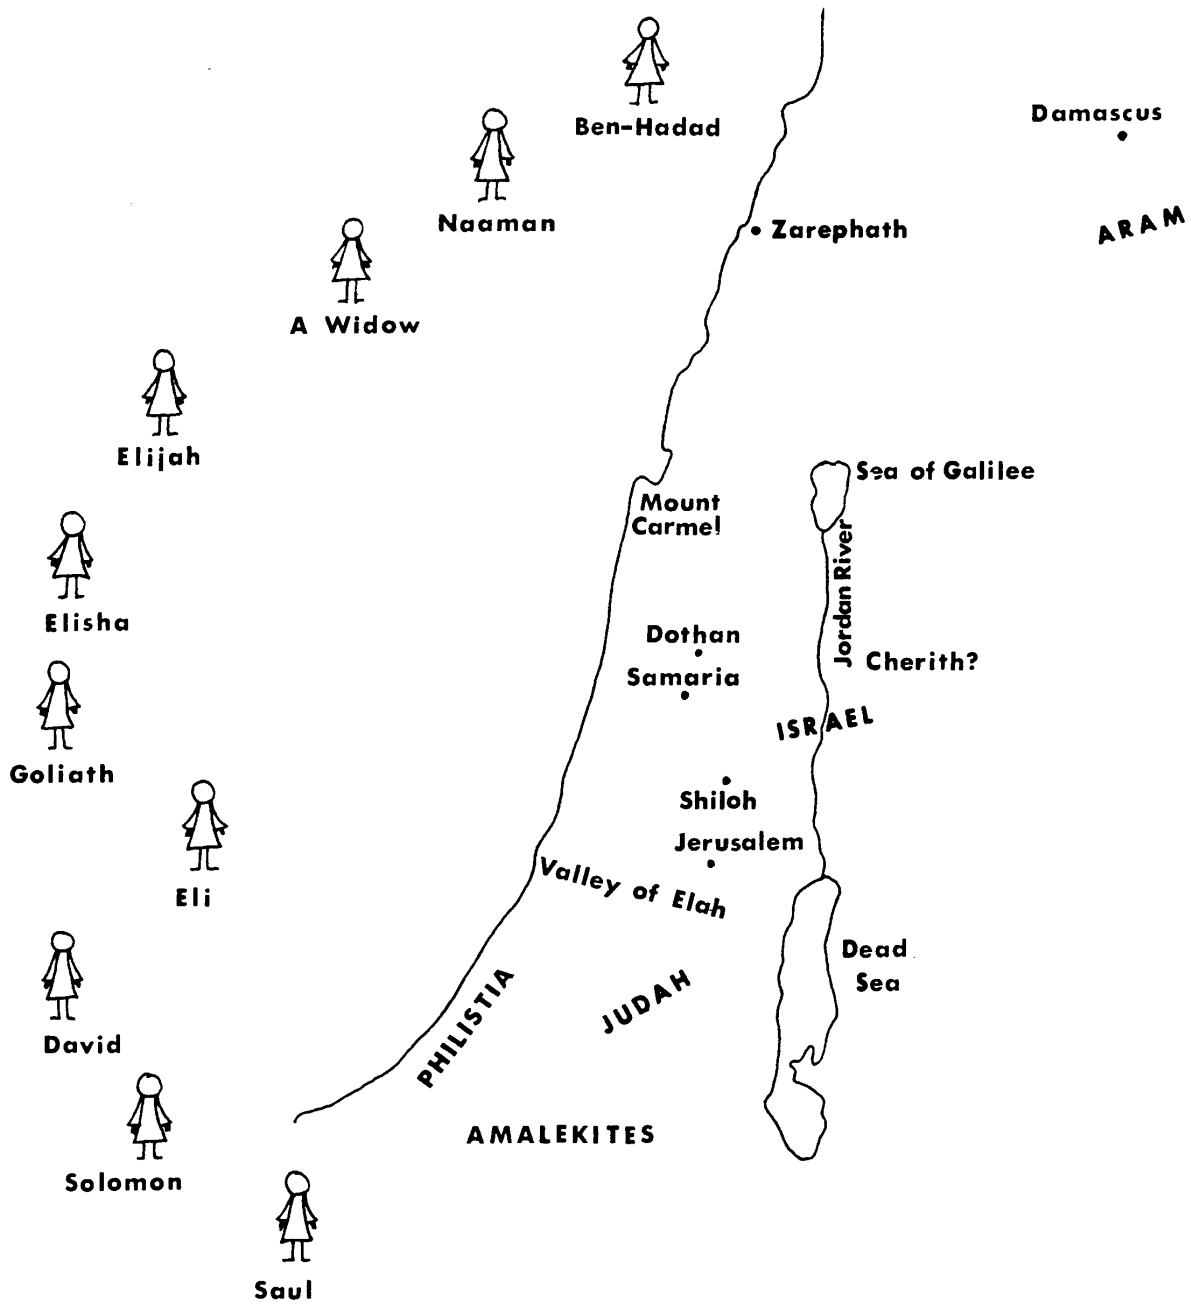 Ben-Hadad
Damascus
Naaman
Zarephath
ARAM
A Widow
Elijah
Sea of Galilee
Mount
Carmel
Jordan River
Elisha
Dothan
Cherith?
Samaria
ISRAEL
Goliath
Shiloh
Jerusalem
Valley of Elah
Eli
Dead
Sea
JUDAH
PHILISTIA
David
AMALEKITES
Solomon
Saul